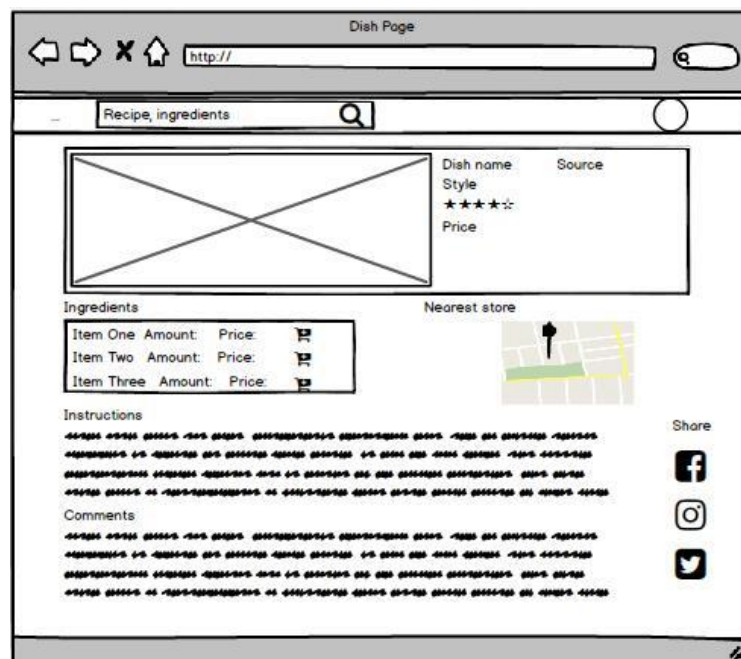 Dish Page
http://
Recipe, ingredients
Dish name Source
Style
★★★★☆
Price
Ingredients
Nearest store
Item One Amount: Price:
Item Two Amount: Price:
Item Three Amount: Price:
Instructions
Share
Comments